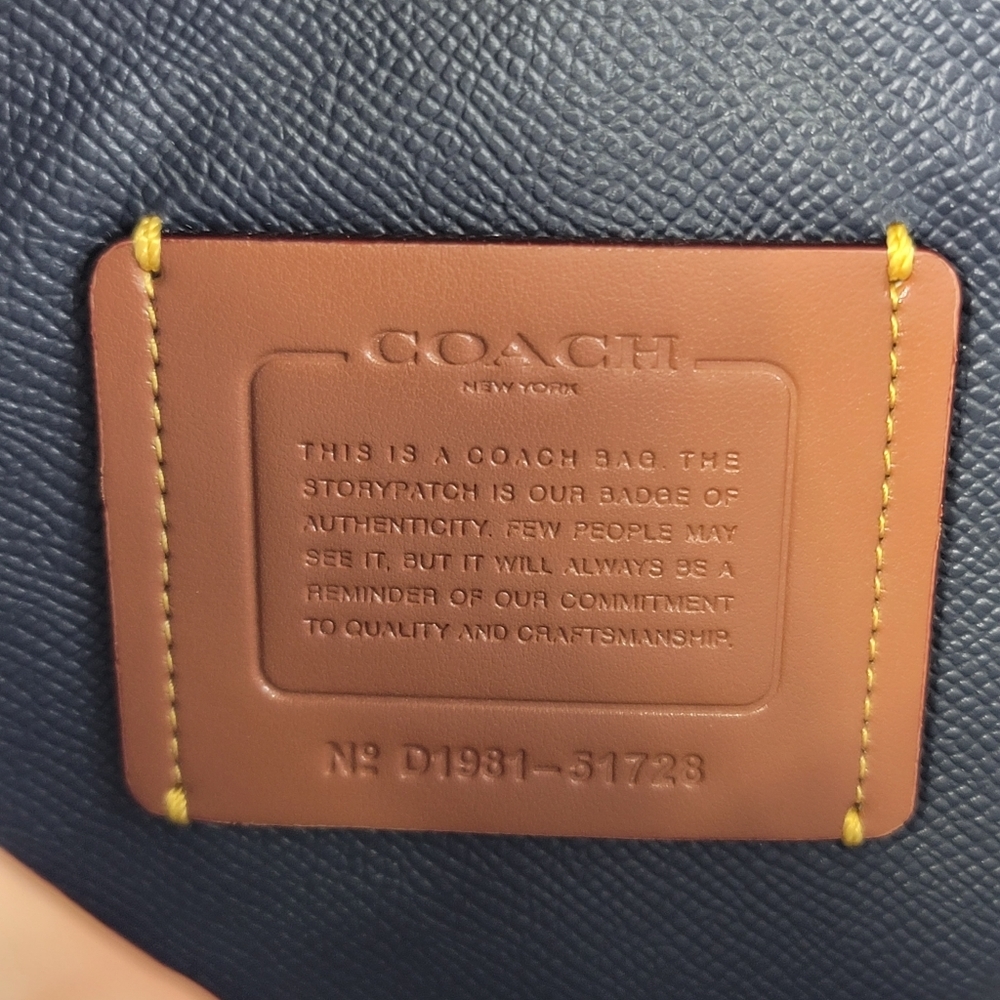 COACH
NEW YORK
THIS IS A COACH BAG. THE
STORYPATCH IS OUR BADGE OF
AUTHENTICITY. FEW PEOPLE MAY
SEE IT, BUT IT WILL ALWAYS BE A
REMINDER OF OUR COMMITMENT
TO QUALITY AND CRAFTSMANSHIP.
Nº D1981-51728